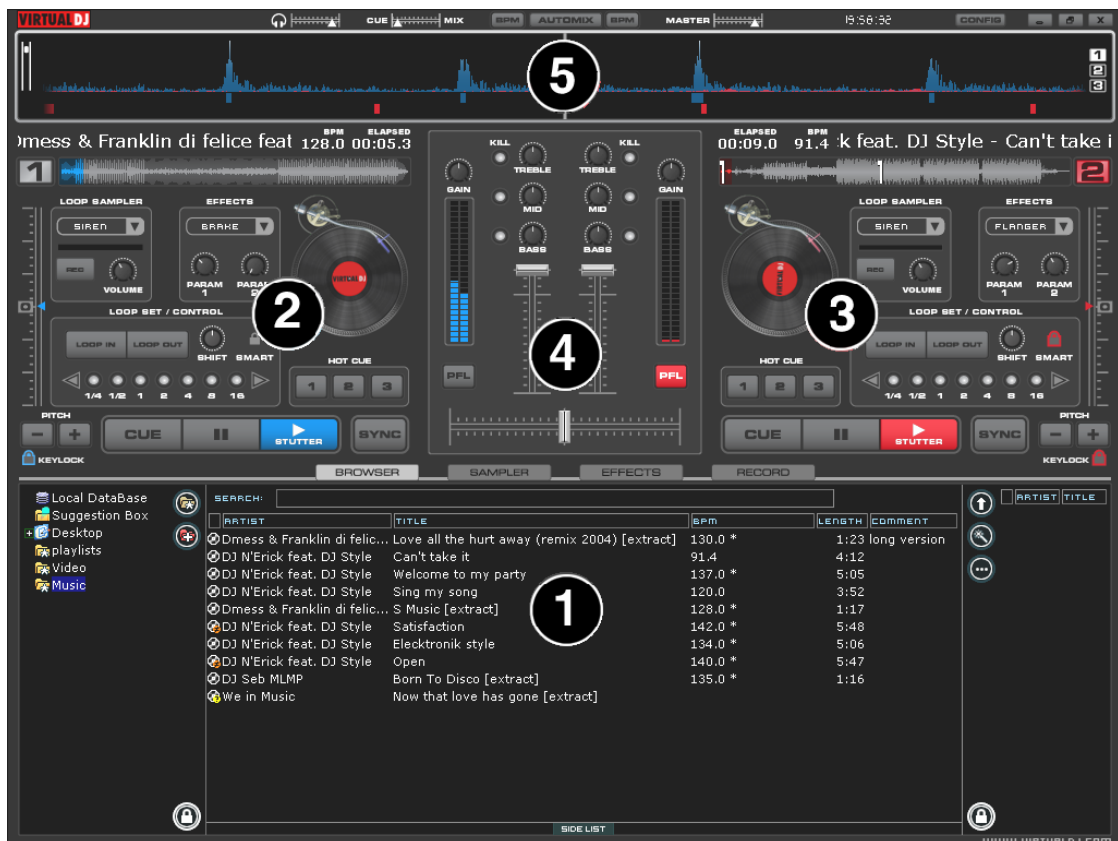 VIRTUAL DJ
CUE MIX BPM AUTOMIX BPM MASTER 19:58:32 CONFIG
1
2
3
5
Dmess & Franklin di felice feat BPM 128.0 ELAPSED 00:05.3
ELAPSED 00:09.0 BPM 91.4 k feat. DJ Style - Can't take i
1
2
LOOP SAMPLER EFFECTS
SIREN BRAKE
REC VOLUME PARAM 1
VIRTUAL DJ
2
LOOP SET / CONTROL
LOOP IN LOOP OUT SHIFT SMART
1/4 1/2 1 2 4 8 16
HOT CUE
1 2 3
PITCH
- + CUE STUTTER SYNC
KEYLOCK
KILL TREBLE KILL
GAIN MID MID GAIN
TREBLE
BASS BASS
4
PFL PFL
LOOP SAMPLER EFFECTS
SIREN FLANGER
REC VOLUME PARAM 1 PARAM 2
3
LOOP SET / CONTROL
LOOP IN LOOP OUT SHIFT SMART
1/4 1/2 1 2 4 8 16
HOT CUE
1 2 3
PITCH
CUE STUTTER SYNC - +
KEYLOCK
BROWSER SAMPLER EFFECTS RECORD
Local DataBase
Suggestion Box
Desktop
playlists
Video
Music
SEARCH:
ARTIST TITLE BPM LENGTH COMMENT
Dmess & Franklin di felic... Love all the hurt away (remix 2004) [extract] 130.0 * 1:23 long version
DJ N'Erick feat. DJ Style Can't take it 91.4 4:12
DJ N'Erick feat. DJ Style Welcome to my party 137.0 * 5:05
DJ N'Erick feat. DJ Style Sing my song 120.0 3:52
Dmess & Franklin di felic... S Music [extract] 128.0 * 1:17
DJ N'Erick feat. DJ Style Satisfaction 142.0 * 5:48
DJ N'Erick feat. DJ Style Elecktronik style 134.0 * 5:06
DJ N'Erick feat. DJ Style Open 140.0 * 5:47
DJ Seb MLMP Born To Disco [extract] 135.0 * 1:16
We in Music Now that love has gone [extract]
1
SIDE LIST
ARTIST TITLE